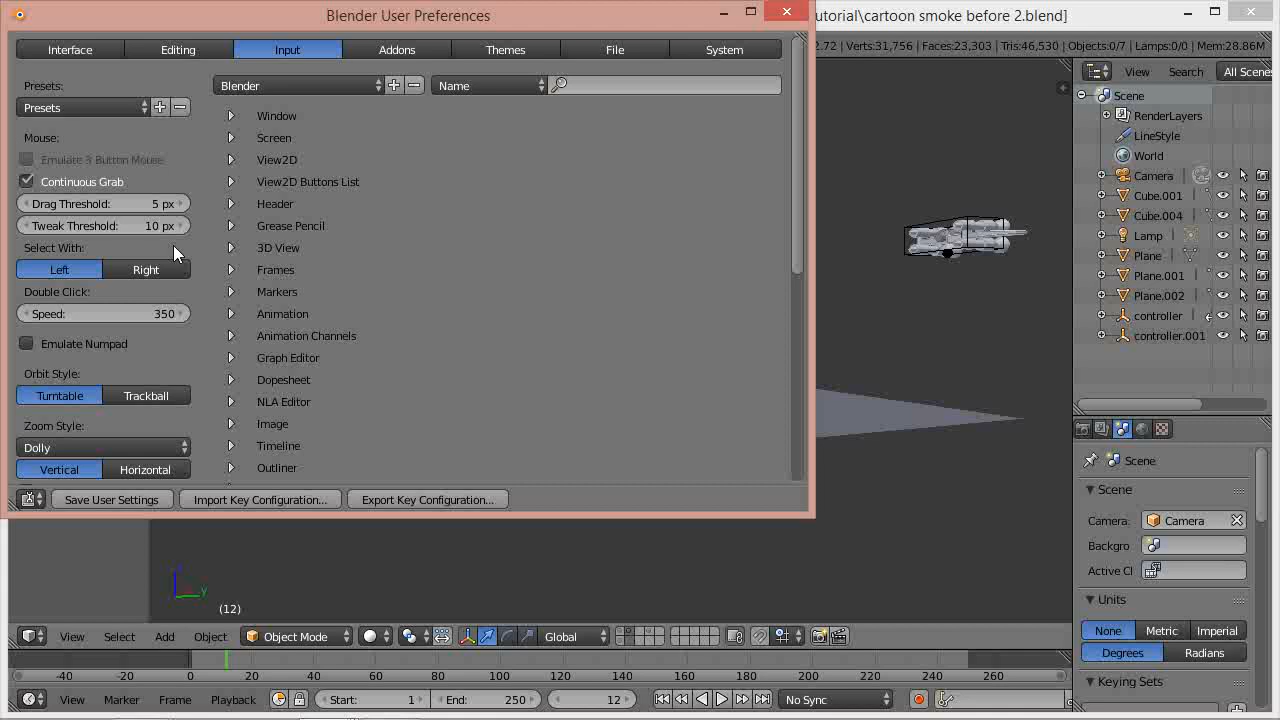 Blender User Preferences
utorial\cartoon smoke before 2.blend]
Interface Editing Input Addons Themes File System
2.72 | Verts:31,756 | Faces:23,303 | Tris:46,530 | Objects:0/7 | Lamps:0/0 | Mem:28.86M
Presets:
Presets
Blender
Name
Mouse:
Emulate 3 Button Mouse
Continuous Grab
Drag Threshold: 5 px
Tweak Threshold: 10 px
Select With:
Left Right
Double Click:
Speed: 350
Emulate Numpad
Orbit Style:
Turntable Trackball
Zoom Style:
Dolly
Vertical Horizontal
Window
Screen
View2D
View2D Buttons List
Header
Grease Pencil
3D View
Frames
Markers
Animation
Animation Channels
Graph Editor
Dopesheet
NLA Editor
Image
Timeline
Outliner
Save User Settings Import Key Configuration... Export Key Configuration...
View Search All Scenes
Scene
RenderLayers
LineStyle
World
Camera
Cube.001
Cube.004
Lamp
Plane
Plane.001
Plane.002
controller
controller.001
Scene
Scene
Camera: Camera
Backgro
Active Cl
Units
None Metric Imperial
Degrees Radians
Keying Sets
y
(12)
View Select Add Object Object Mode Global
-40 -20 0 20 40 60 80 100 120 140 160 180 200 220 240 260
View Marker Frame Playback Start: 1 End: 250 12 No Sync